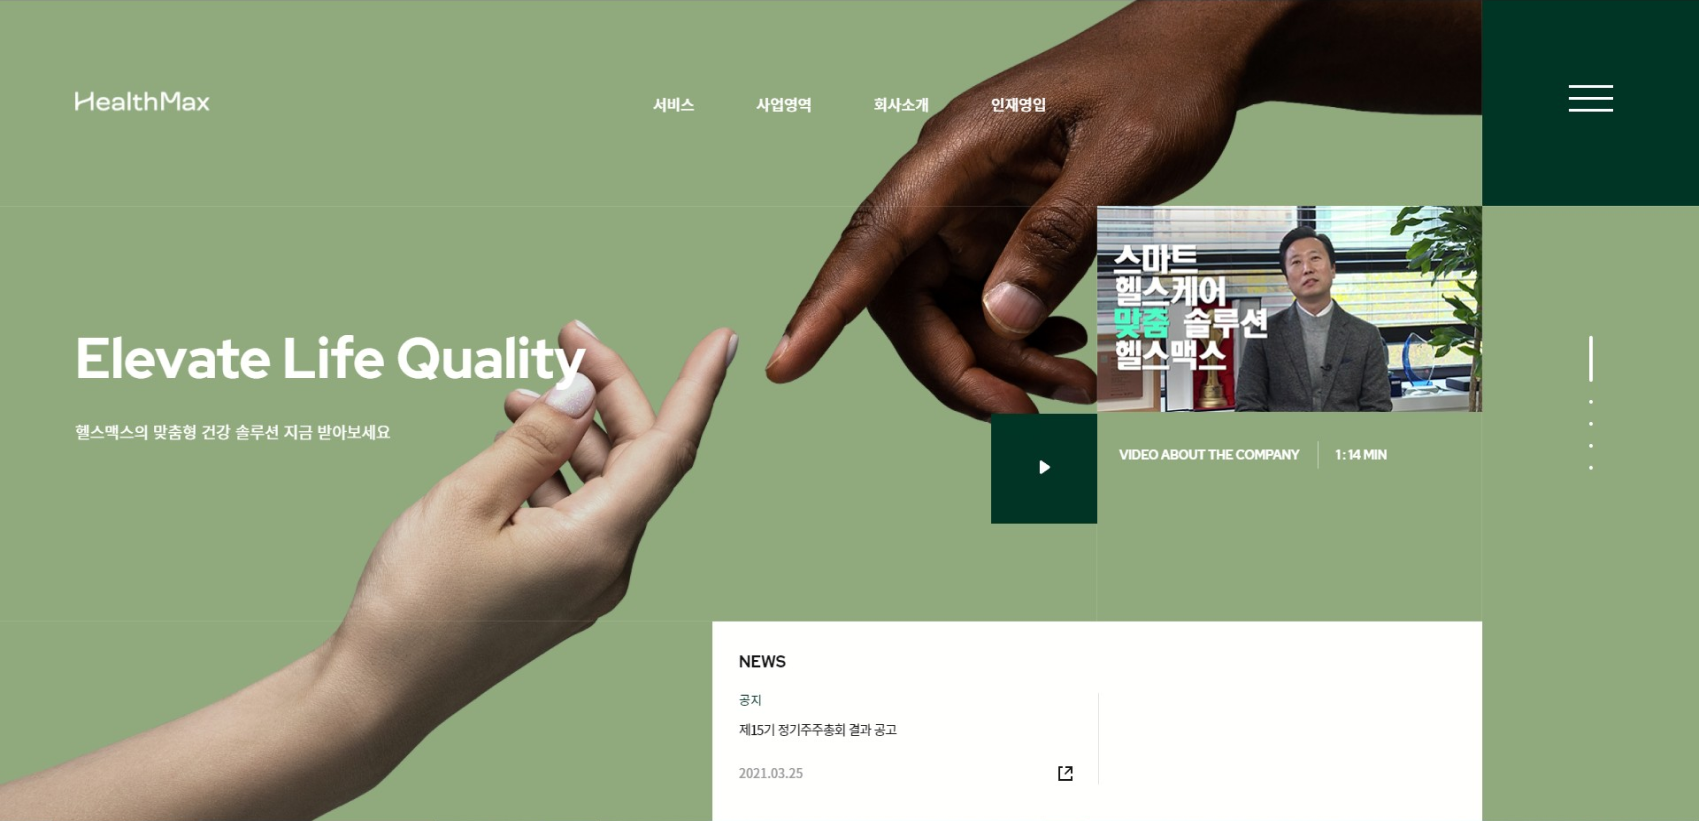 HealthMax
서비스
사업영역
회사소개
인재영입
스마트
헬스케어
맞춤 솔루션
헬스맥스
Elevate Life Quality
헬스맥스의 맞춤형 건강 솔루션 지금 받아보세요
VIDEO ABOUT THE COMPANY
1 : 14 MIN
NEWS
공지
제15기 정기주주총회 결과 공고
2021.03.25